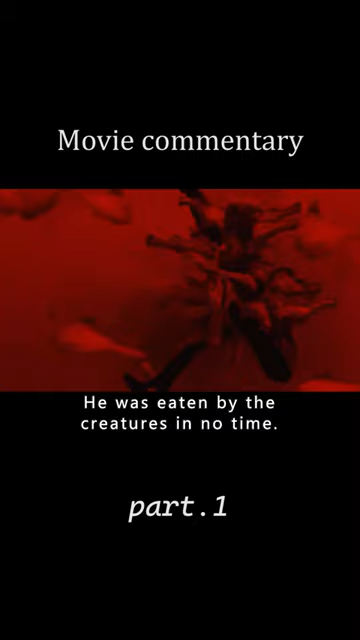 Movie commentary
He was eaten by the
creatures in no time.
part.1